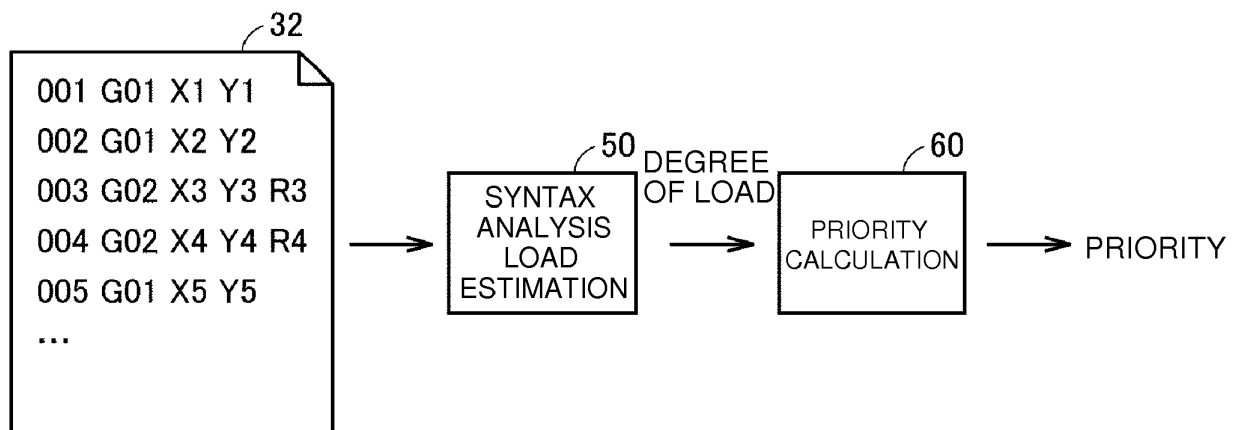 32
001 G01 X1 Y1
002 G01 X2 Y2
003 G02 X3 Y3 R3
004 G02 X4 Y4 R4
005 G01 X5 Y5
...
50
SYNTAX
ANALYSIS
LOAD
ESTIMATION
DEGREE
OF LOAD
60
PRIORITY
CALCULATION
PRIORITY